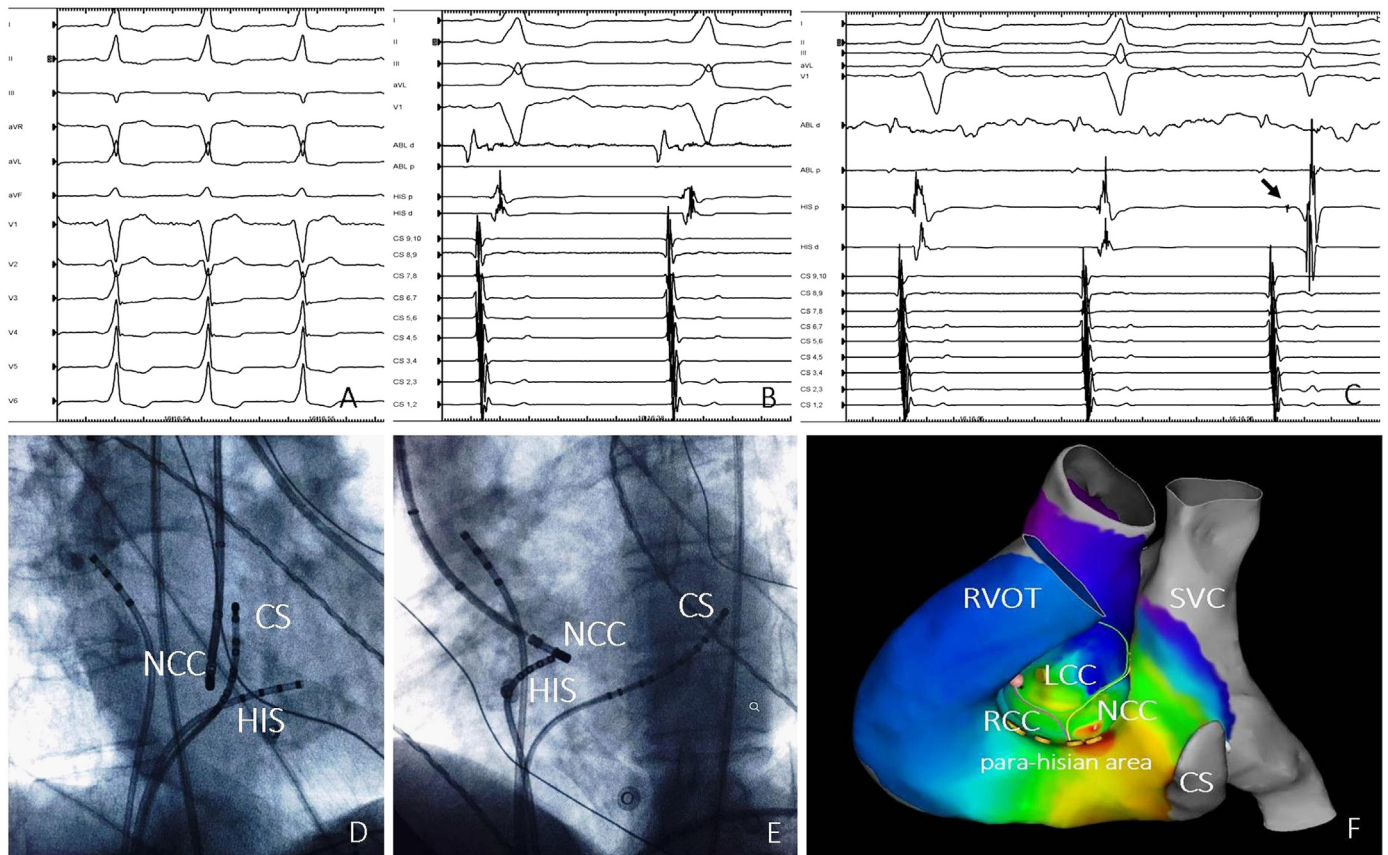 I
II
III
aVR
aVL
aVF
V1
V2
V3
V4
V5
V6
A
I
II
III
aVL
V1
ABL d
ABL p
HIS p
HIS d
CS 9,10
CS 8,9
CS 7,8
CS 6,7
CS 5,6
CS 4,5
CS 3,4
CS 2,3
CS 1,2
B
I
II
III
aVL
V1
ABL d
ABL p
HIS p
HIS d
CS 9,10
CS 8,9
CS 7,8
CS 6,7
CS 5,6
CS 4,5
CS 3,4
CS 2,3
CS 1,2
C
CS
NCC
HIS
D
CS
NCC
HIS
E
RVOT
SVC
LCC
RCC
NCC
para-hisian area
CS
F